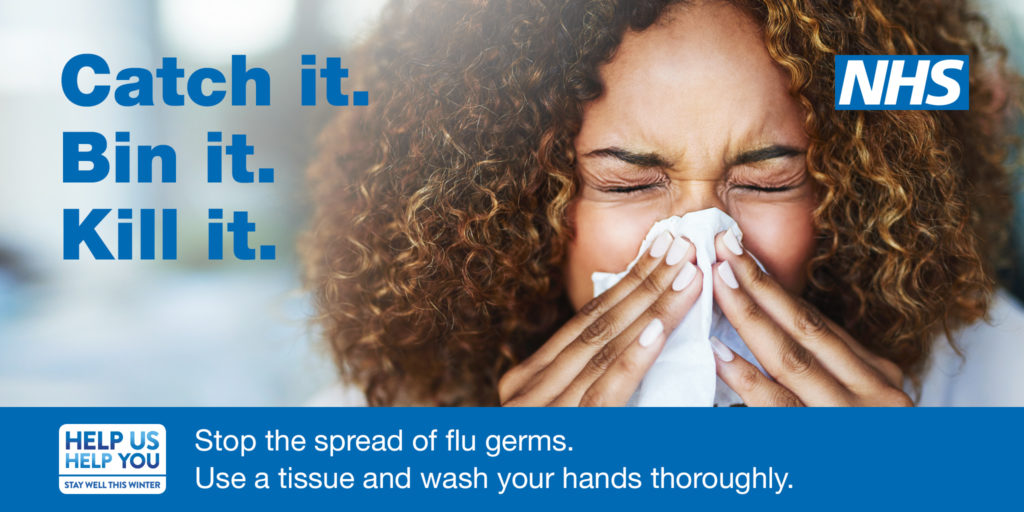 Catch it.
Bin it.
Kill it.
NHS
HELP US
HELP YOU
STAY WELL THIS WINTER
Stop the spread of flu germs.
Use a tissue and wash your hands thoroughly.